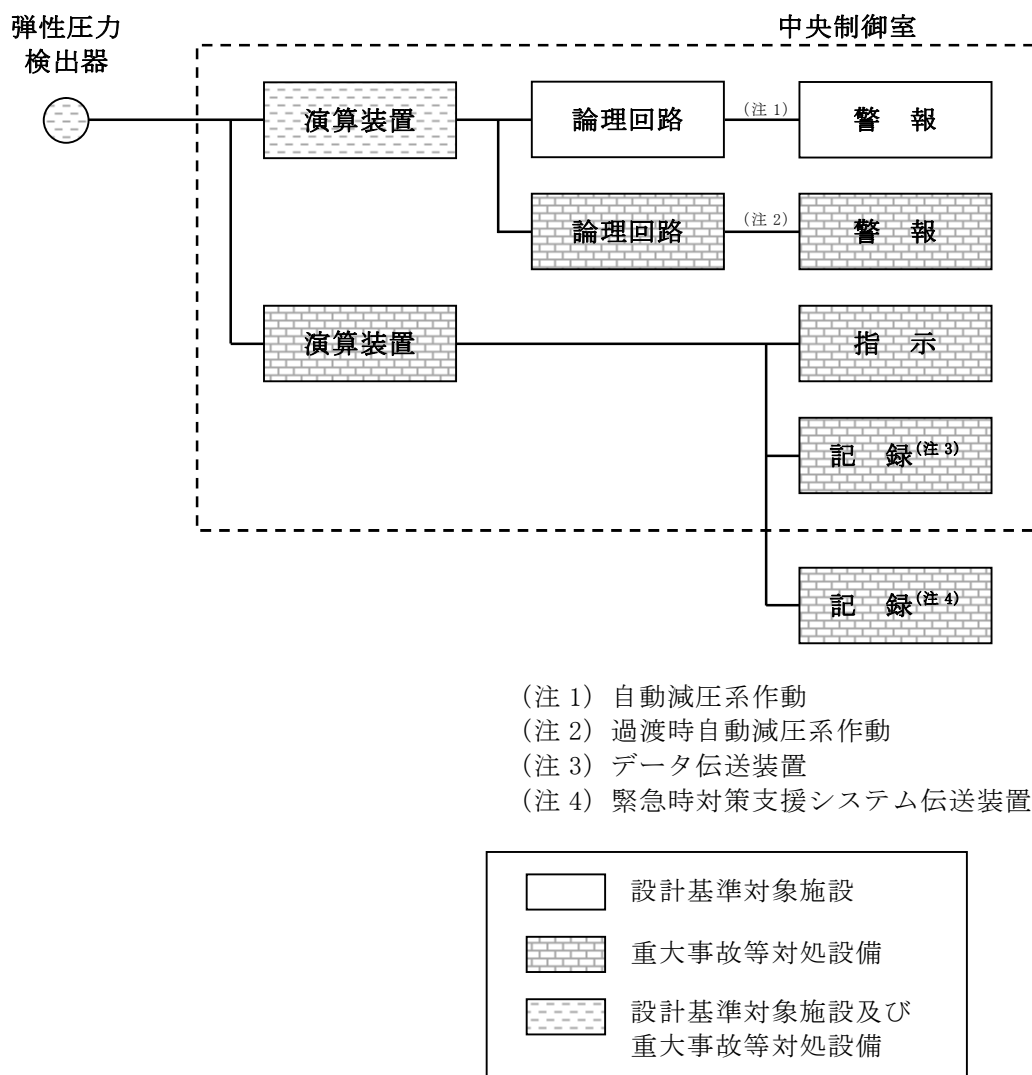 弾性圧力
検出器
中央制御室
演算装置
論理回路
(注 1)
警 報
論理回路
(注 2)
警 報
演算装置
指 示
記 録(注 3)
記 録(注 4)
(注 1) 自動減圧系作動
(注 2) 過渡時自動減圧系作動
(注 3) データ伝送装置
(注 4) 緊急時対策支援システム伝送装置
設計基準対象施設
重大事故等対処設備
設計基準対象施設及び
重大事故等対処設備